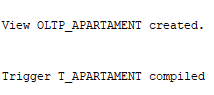 View OLTP_APARTAMENT created.
Trigger T_APARTAMENT compiled